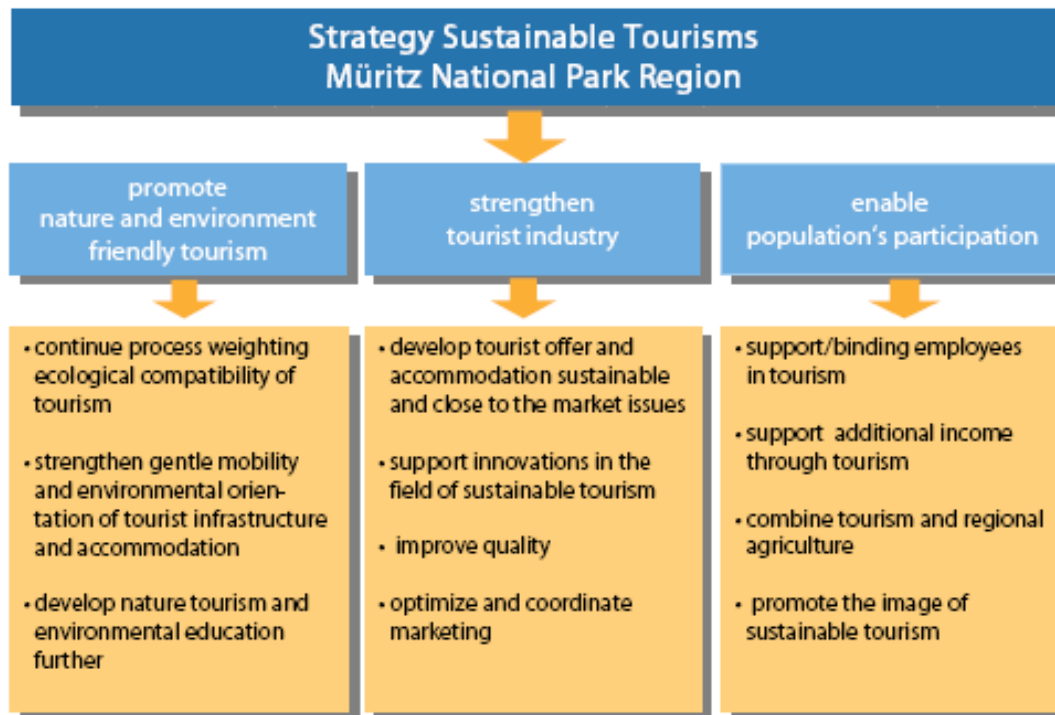 Strategy Sustainable Tourisms
Müritz National Park Region
promote
nature and environment
friendly tourism
strengthen
tourist industry
enable
population's participation
• continue process weighting
ecological compatibility of
tourism
• strengthen gentle mobility
and environmental orien-
tation of tourist infrastructure
and accommodation
• develop nature tourism and
environmental education
further
• develop tourist offer and
accommodation sustainable
and close to the market issues
• support innovations in the
field of sustainable tourism
• improve quality
• optimize and coordinate
marketing
• support/binding employees
in tourism
• support additional income
through tourism
• combine tourism and regional
agriculture
• promote the image of
sustainable tourism